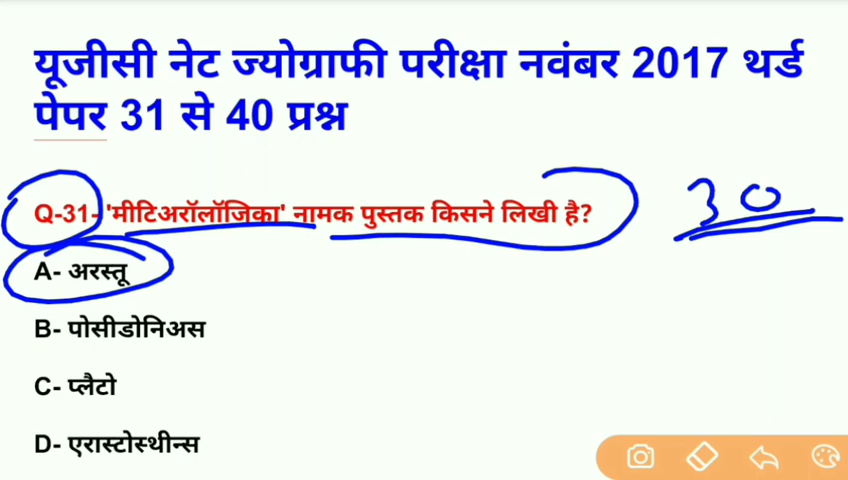 यूजीसी नेट ज्योग्राफी परीक्षा नवंबर 2017 थर्ड
पेपर 31 से 40 प्रश्न
30
Q-31- 'मीटिअरॉलॉजिका' नामक पुस्तक किसने लिखी है?
A- अरस्तू
B- पोसीडोनिअस
C- प्लैटो
D- एरास्टोस्थीन्स